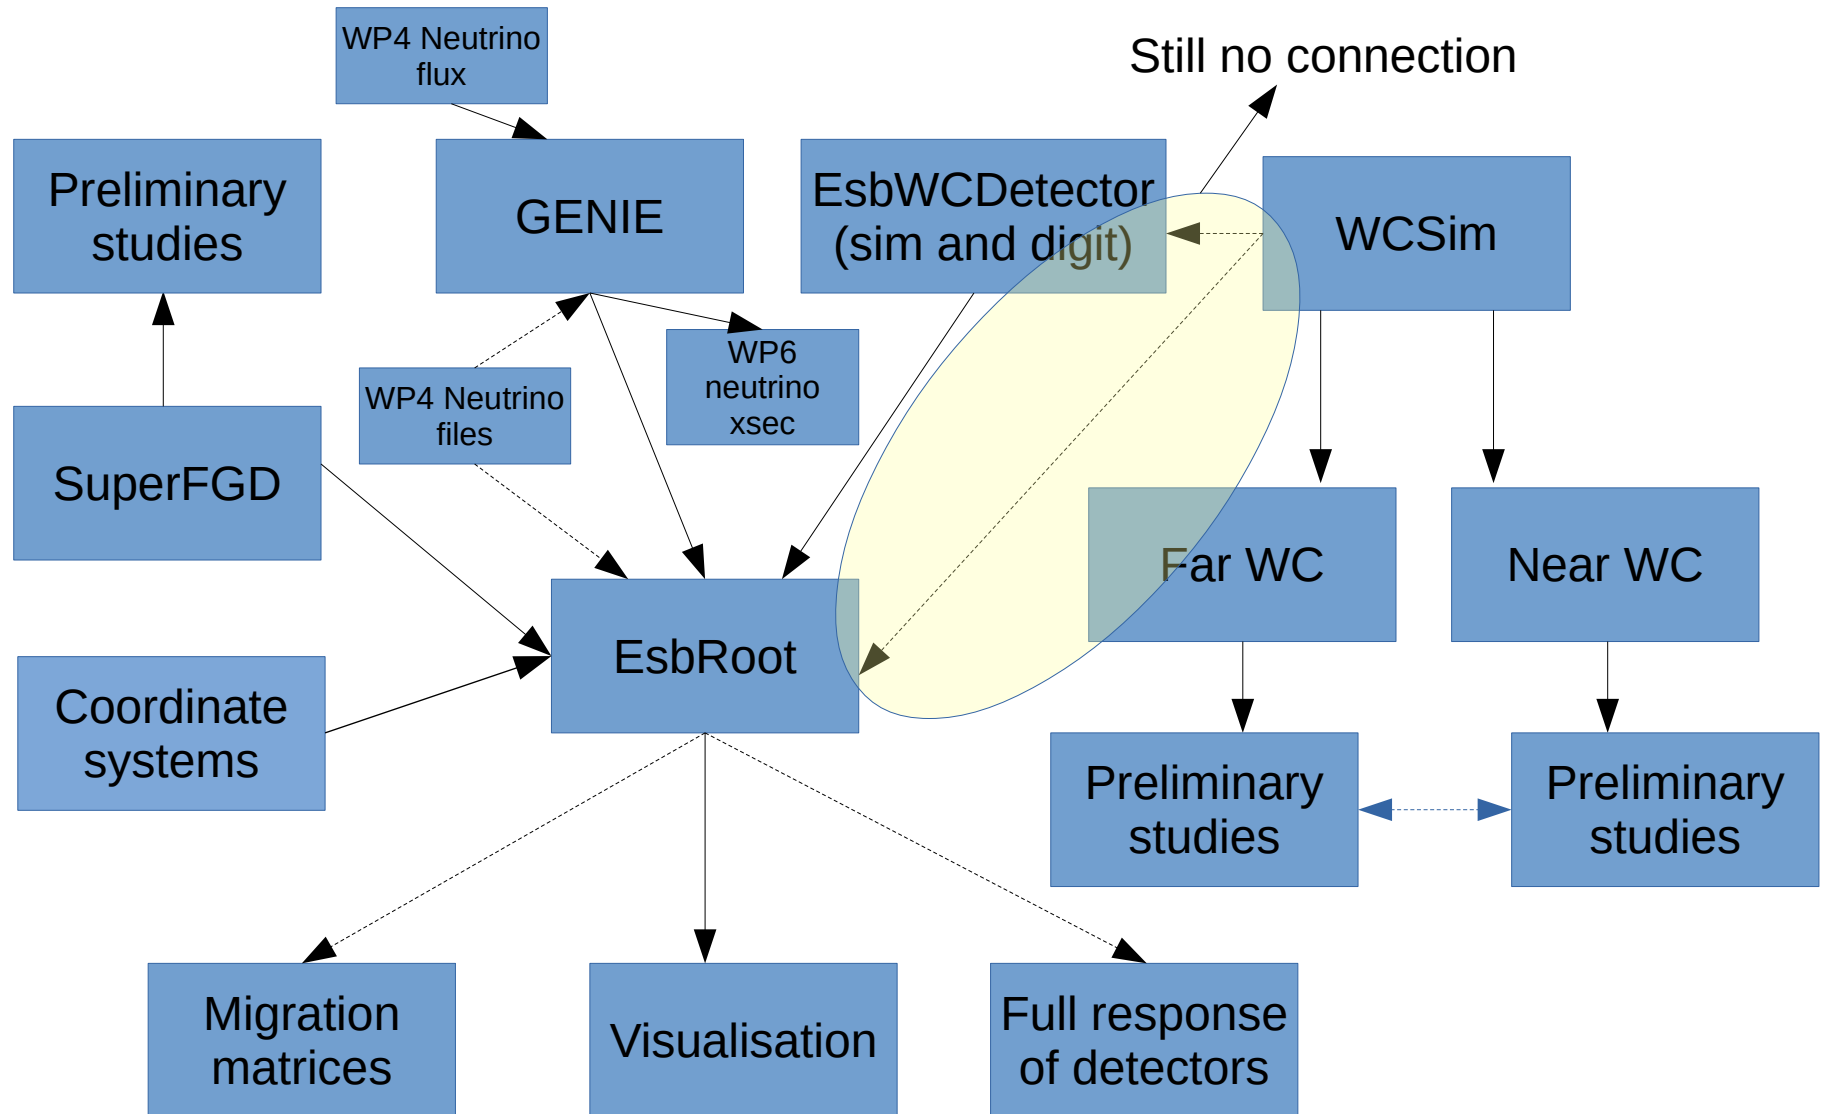 WP4 Neutrino
flux
Still no connection
Preliminary
studies
GENIE
EsbWCDetector
(sim and digit)
WCSim
WP6
neutrino
xsec
WP4 Neutrino
files
SuperFGD
Far WC
Near WC
EsbRoot
Coordinate
systems
Preliminary
studies
Preliminary
studies
Migration
matrices
Visualisation
Full response
of detectors